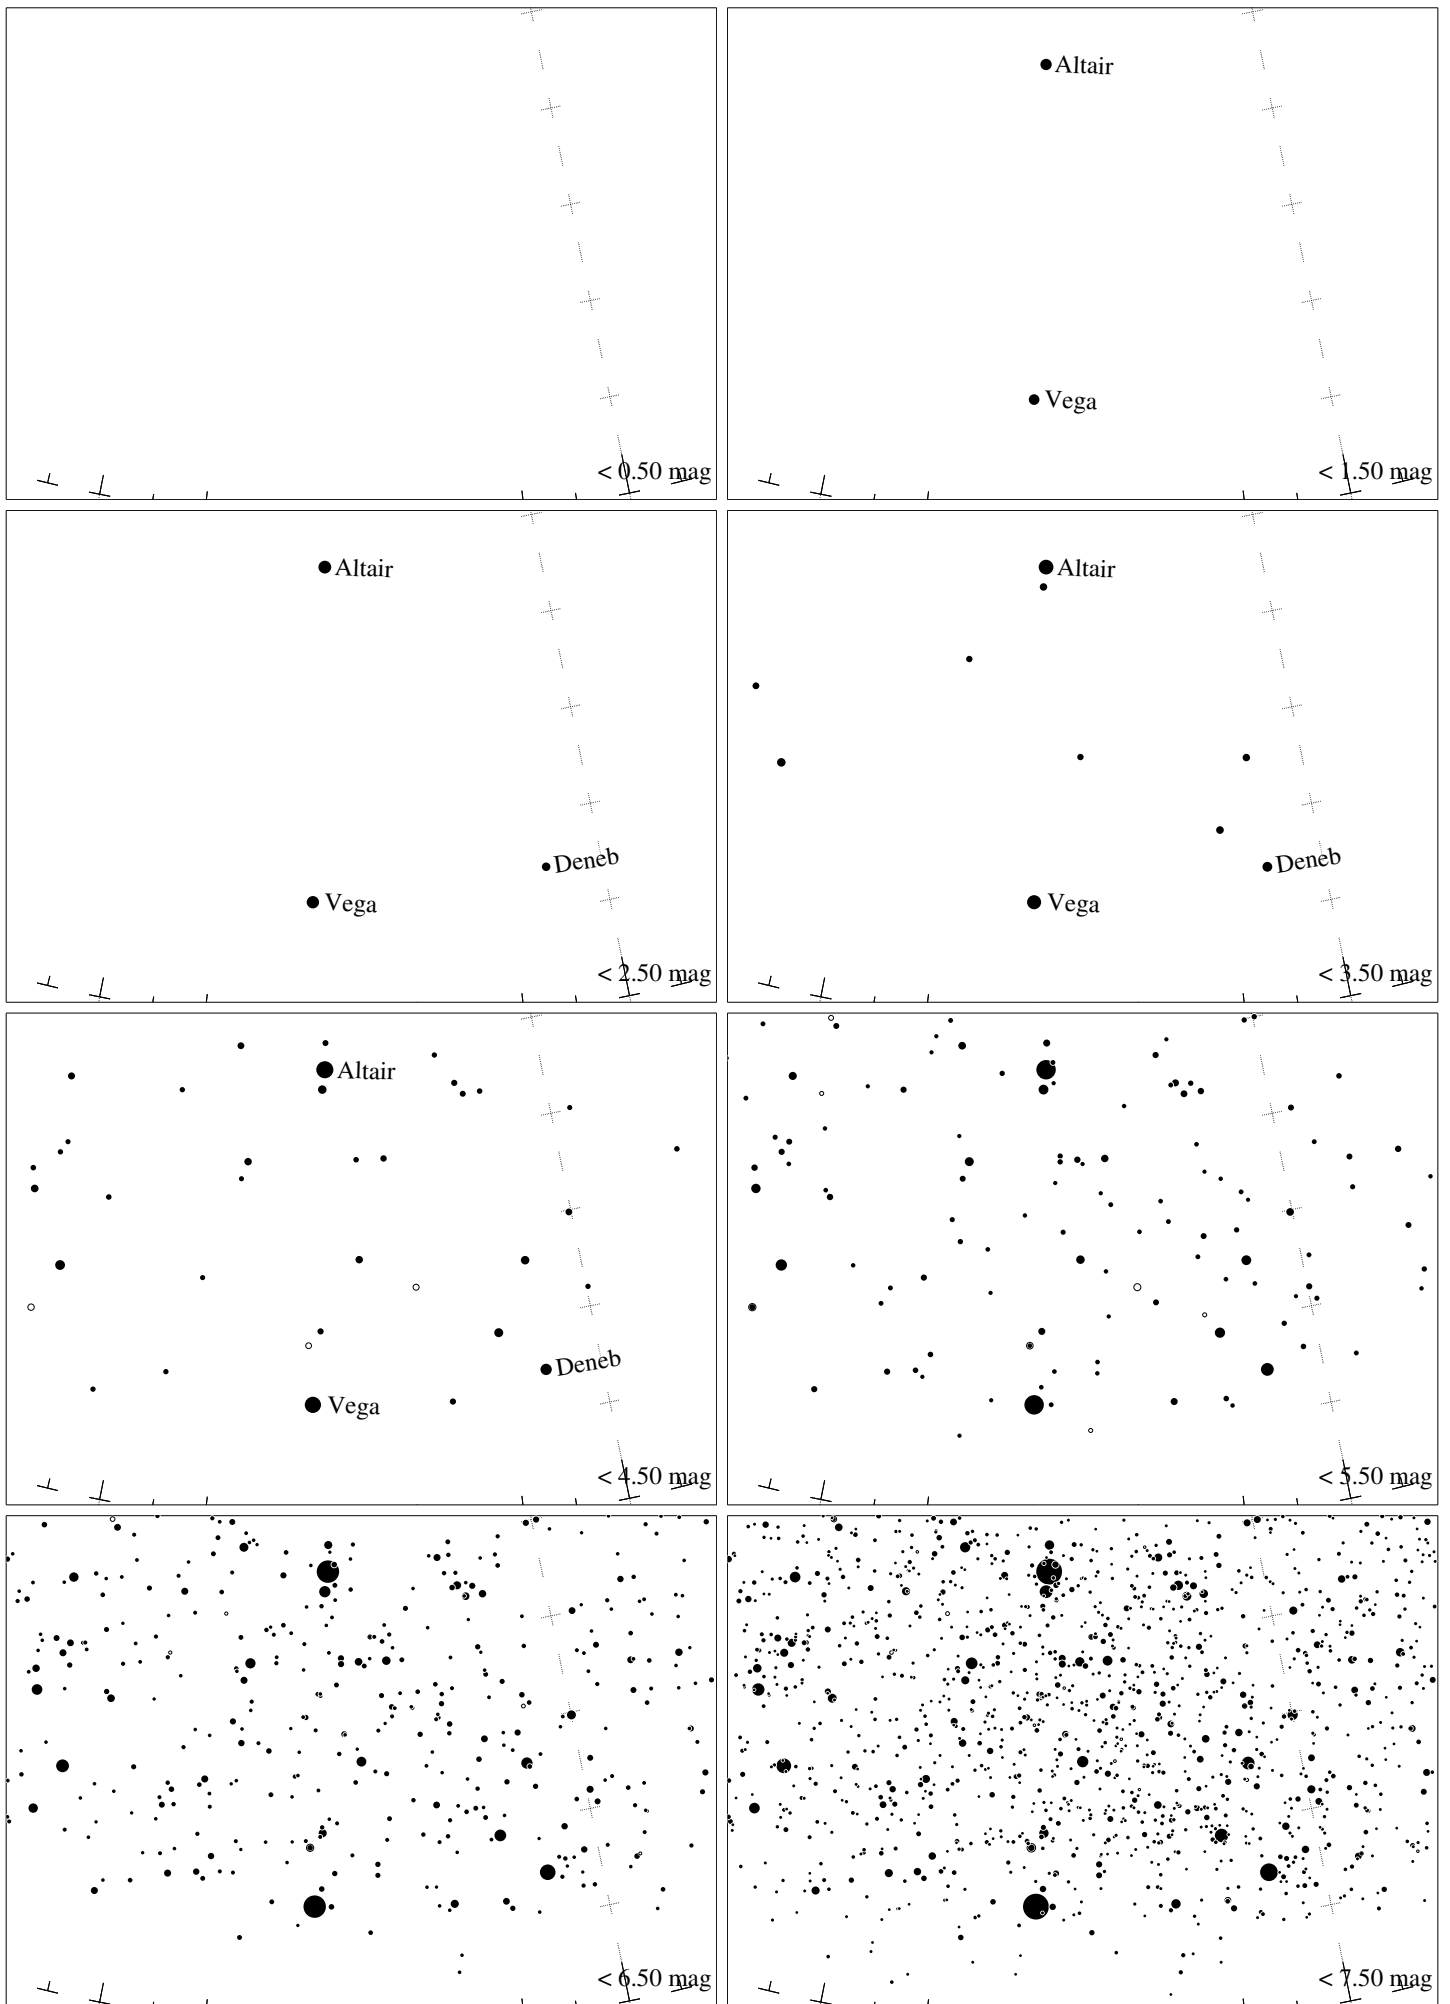 < 0.50 mag
Altair
Vega
< 1.50 mag
Altair
Deneb
Vega
< 2.50 mag
Altair
Deneb
Vega
< 3.50 mag
Altair
Deneb
Vega
< 4.50 mag
< 5.50 mag
< 6.50 mag
< 7.50 mag